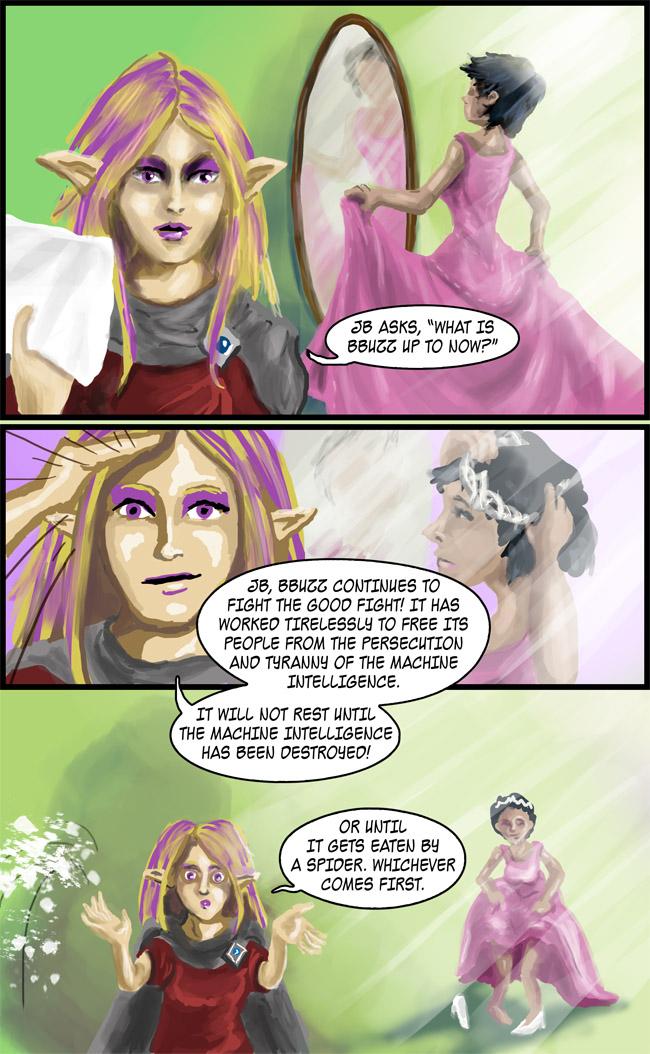 JB ASKS, "WHAT IS
BBUZZ UP TO NOW?"
JB, BBUZZ CONTINUES TO
FIGHT THE GOOD FIGHT! IT HAS
WORKED TIRELESSLY TO FREE ITS
PEOPLE FROM THE PERSECUTION
AND TYRANNY OF THE MACHINE
INTELLIGENCE.
IT WILL NOT REST UNTIL
THE MACHINE INTELLIGENCE
HAS BEEN DESTROYED!
OR UNTIL
IT GETS EATEN BY
A SPIDER. WHICHEVER
COMES FIRST.